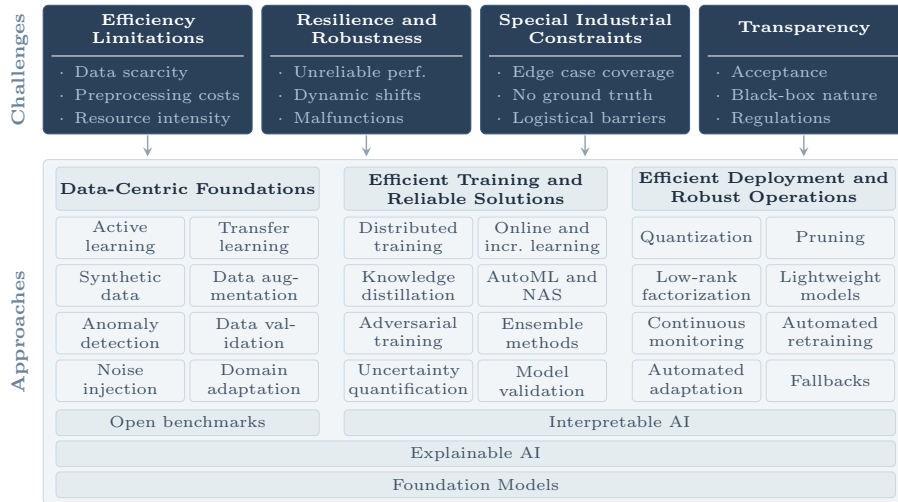 Challenges
Efficiency
Limitations
· Data scarcity
· Preprocessing costs
· Resource intensity
Resilience and
Robustness
· Unreliable perf.
· Dynamic shifts
· Malfunctions
Special Industrial
Constraints
· Edge case coverage
· No ground truth
· Logistical barriers
Transparency
· Acceptance
· Black-box nature
· Regulations
Approaches
Data-Centric Foundations
Active
learning
Transfer
learning
Synthetic
data
Data aug-
mentation
Anomaly
detection
Data val-
idation
Noise
injection
Domain
adaptation
Efficient Training and
Reliable Solutions
Distributed
training
Online and
incr. learning
Knowledge
distillation
AutoML and
NAS
Adversarial
training
Ensemble
methods
Uncertainty
quantification
Model
validation
Efficient Deployment and
Robust Operations
Quantization
Pruning
Low-rank
factorization
Lightweight
models
Continuous
monitoring
Automated
retraining
Automated
adaptation
Fallbacks
Open benchmarks
Interpretable AI
Explainable AI
Foundation Models